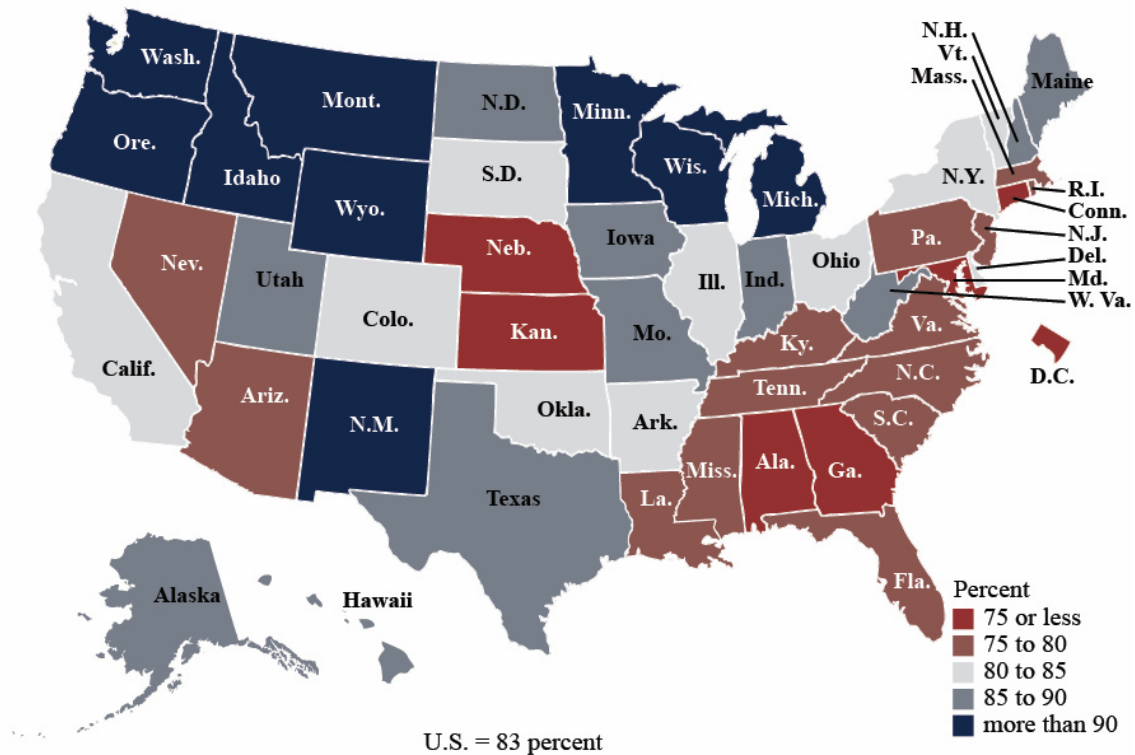 N.H.
Vt.
Mass.
Maine
Wash.
Mont.
N.D.
Minn.
Ore.
Idaho
S.D.
Wis.
Mich.
N.Y.
R.I.
Conn.
N.J.
Del.
Md.
W. Va.
Wyo.
Neb.
Iowa
Pa.
Nev.
Utah
Colo.
Ill.
Ind.
Ohio
Calif.
Kan.
Mo.
Ky.
Va.
D.C.
Ariz.
N.M.
Okla.
Ark.
Tenn.
N.C.
S.C.
Texas
La.
Miss.
Ala.
Ga.
Fla.
Alaska
Hawaii
Percent
75 or less
75 to 80
80 to 85
85 to 90
more than 90
U.S. = 83 percent